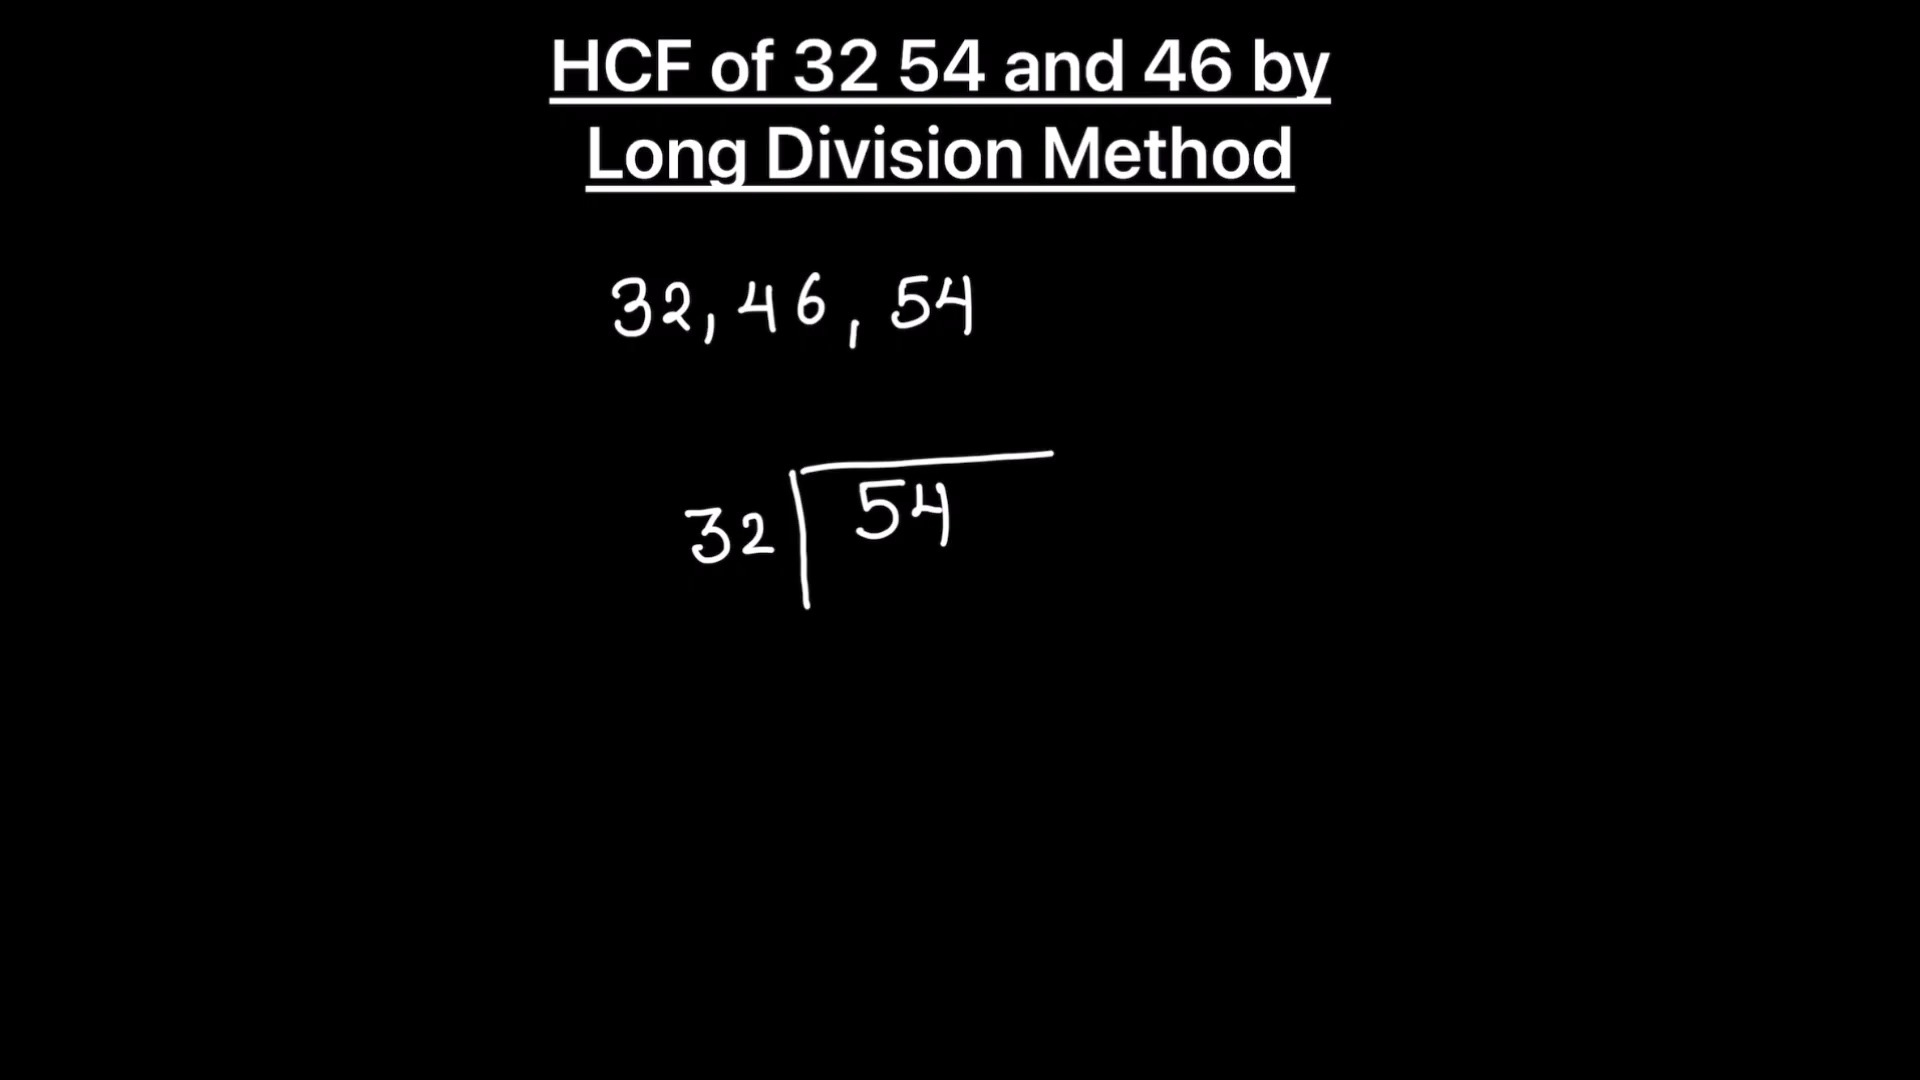 HCF of 32 54 and 46 by
Long Division Method
32, 46, 54
32 54